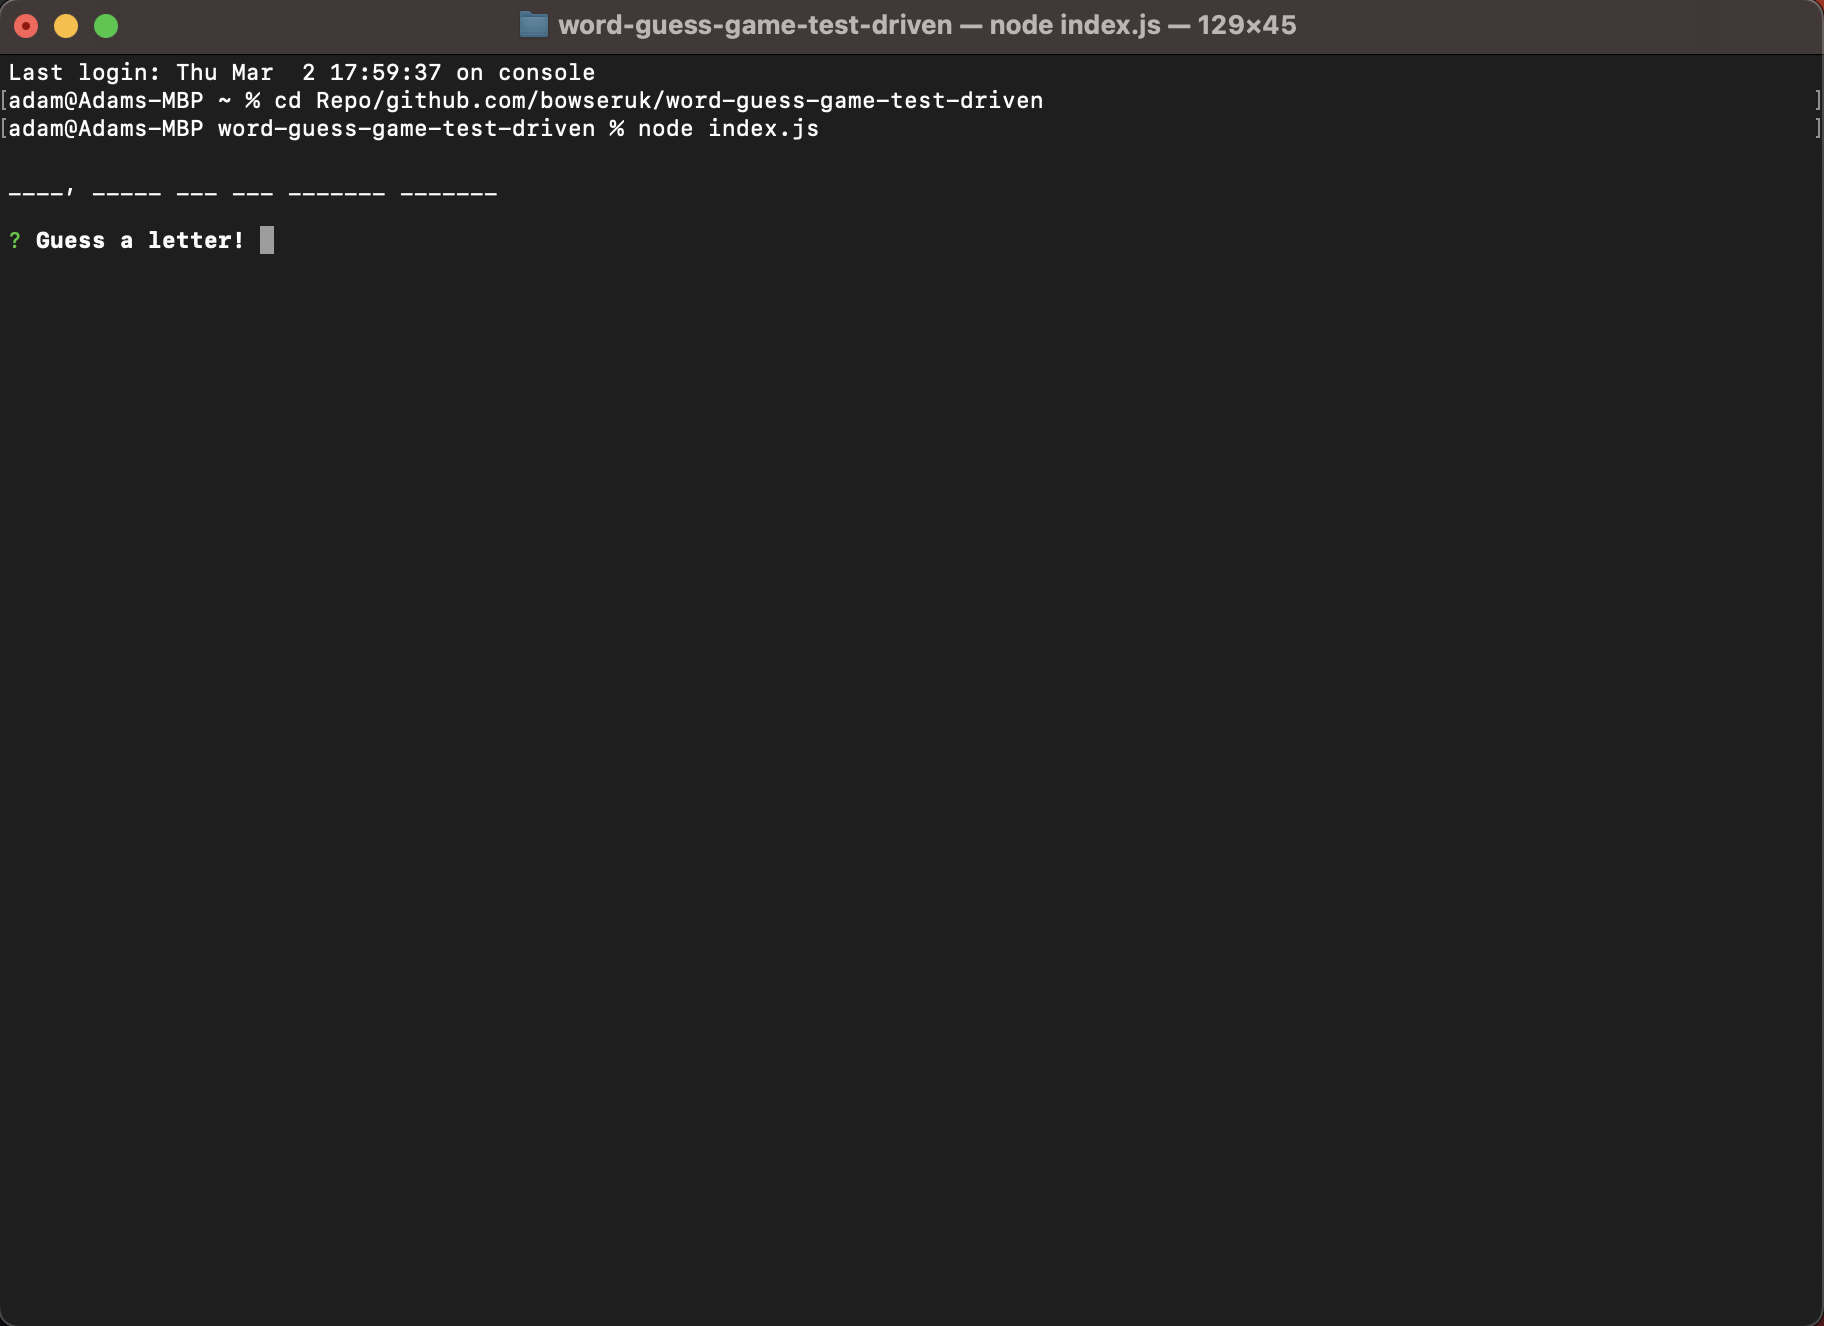 word-guess-game-test-driven — node index.js — 129×45
Last login: Thu Mar  2 17:59:37 on console
[adam@Adams-MBP ~ % cd Repo/github.com/bowseruk/word-guess-game-test-driven ]
[adam@Adams-MBP word-guess-game-test-driven % node index.js ]
____' _____ ___ ___ _______ _______
? Guess a letter!